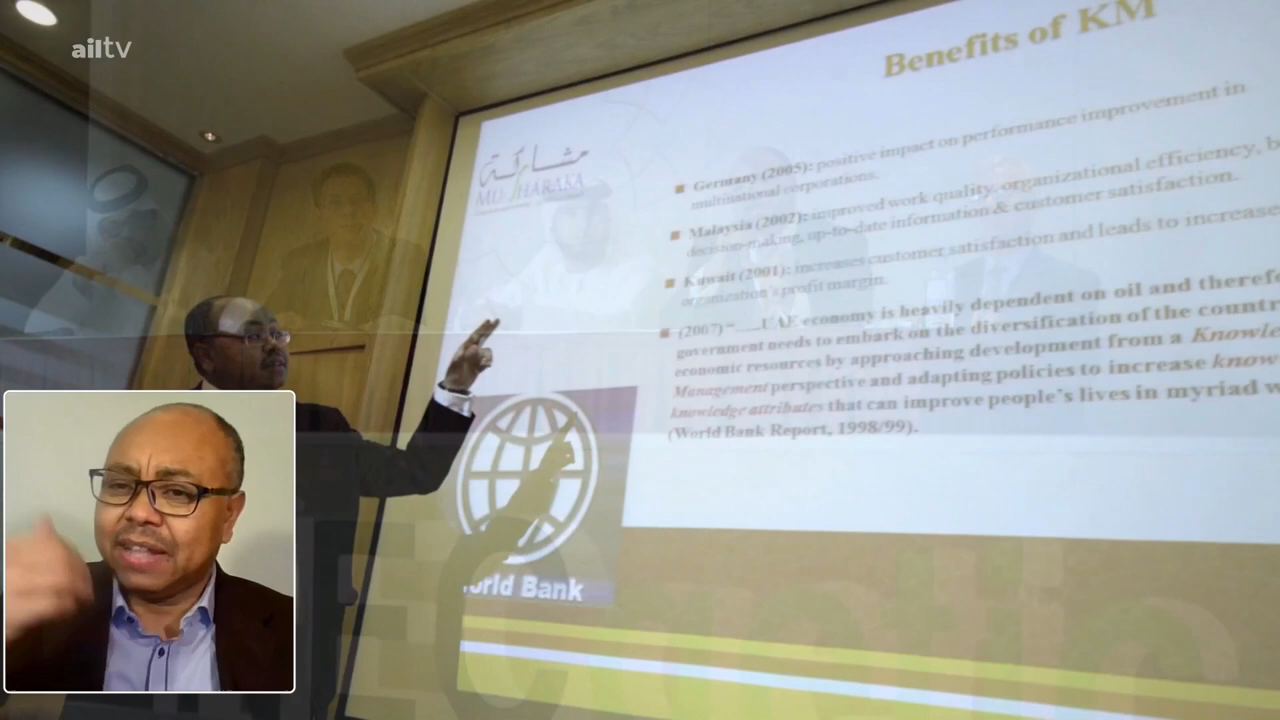 ailtv
Benefits of KM
مشاركة
MUSHARAKA
Germany (2005): positive impact on performance improvement in
multinational corporations.
Malaysia (2002): improved work quality, organizational efficiency, b
decision-making, up-to-date information & customer satisfaction.
Kuwait (2001): increases customer satisfaction and leads to increase
organization's profit margin.
(2007) "....UAE economy is heavily dependent on oil and therefo
government needs to embark on the diversification of the countr
economic resources by approaching development from a Knowle
Management perspective and adapting policies to increase know
knowledge attributes that can improve people's lives in myriad w
(World Bank Report, 1998/99).
World Bank